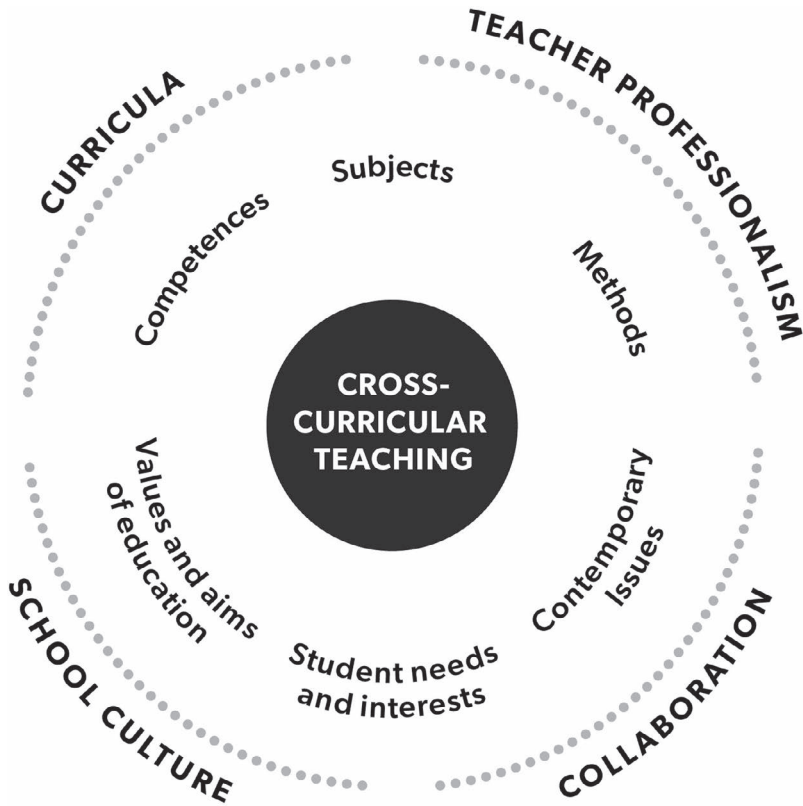 TEACHER PROFESSIONALISM
CURRICULA
Subjects
Competences
Methods
CROSS-
CURRICULAR
TEACHING
Values and aims
of education
Contemporary
Issues
Student needs
and interests
SCHOOL CULTURE
COLLABORATION